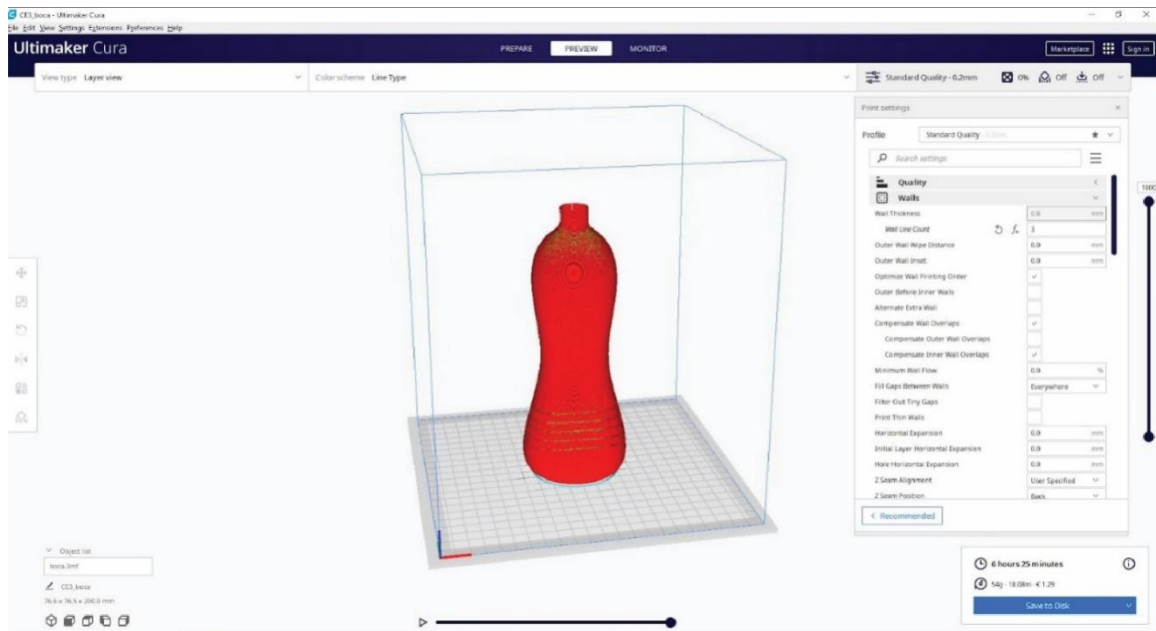 CE3_boca - Ultimaker Cura
File Edit View Settings Extensions Preferences Help
Ultimaker Cura
PREPARE
PREVIEW
MONITOR
Marketplace
Sign in
View type Layer view
Color scheme Line Type
Standard Quality - 0.2mm
0%
Off
Off
Print settings
Profile
Standard Quality - 0.2mm
Search settings
Quality
Walls
Wall Thickness
mm
Wall Line Count
3
Outer Wall Wipe Distance
0.0 mm
Outer Wall Inset
0.0 mm
Optimize Wall Printing Order
Outer Before Inner Walls
Alternate Extra Wall
Compensate Wall Overlaps
Compensate Outer Wall Overlaps
Compensate Inner Wall Overlaps
Minimum Wall Flow
0.0 %
Fill Gaps Between Walls
Everywhere
Filter Out Tiny Gaps
Print Thin Walls
Horizontal Expansion
0.0 mm
Initial Layer Horizontal Expansion
0.0 mm
Hole Horizontal Expansion
0.0 mm
Z Seam Alignment
User Specified
Z Seam Position
Back
Recommended
Object list
boca.3mf
CE3_boca
76.6 x 76.5 x 200.0 mm
6 hours 25 minutes
54g · 18.08m · € 1.29
Save to Disk